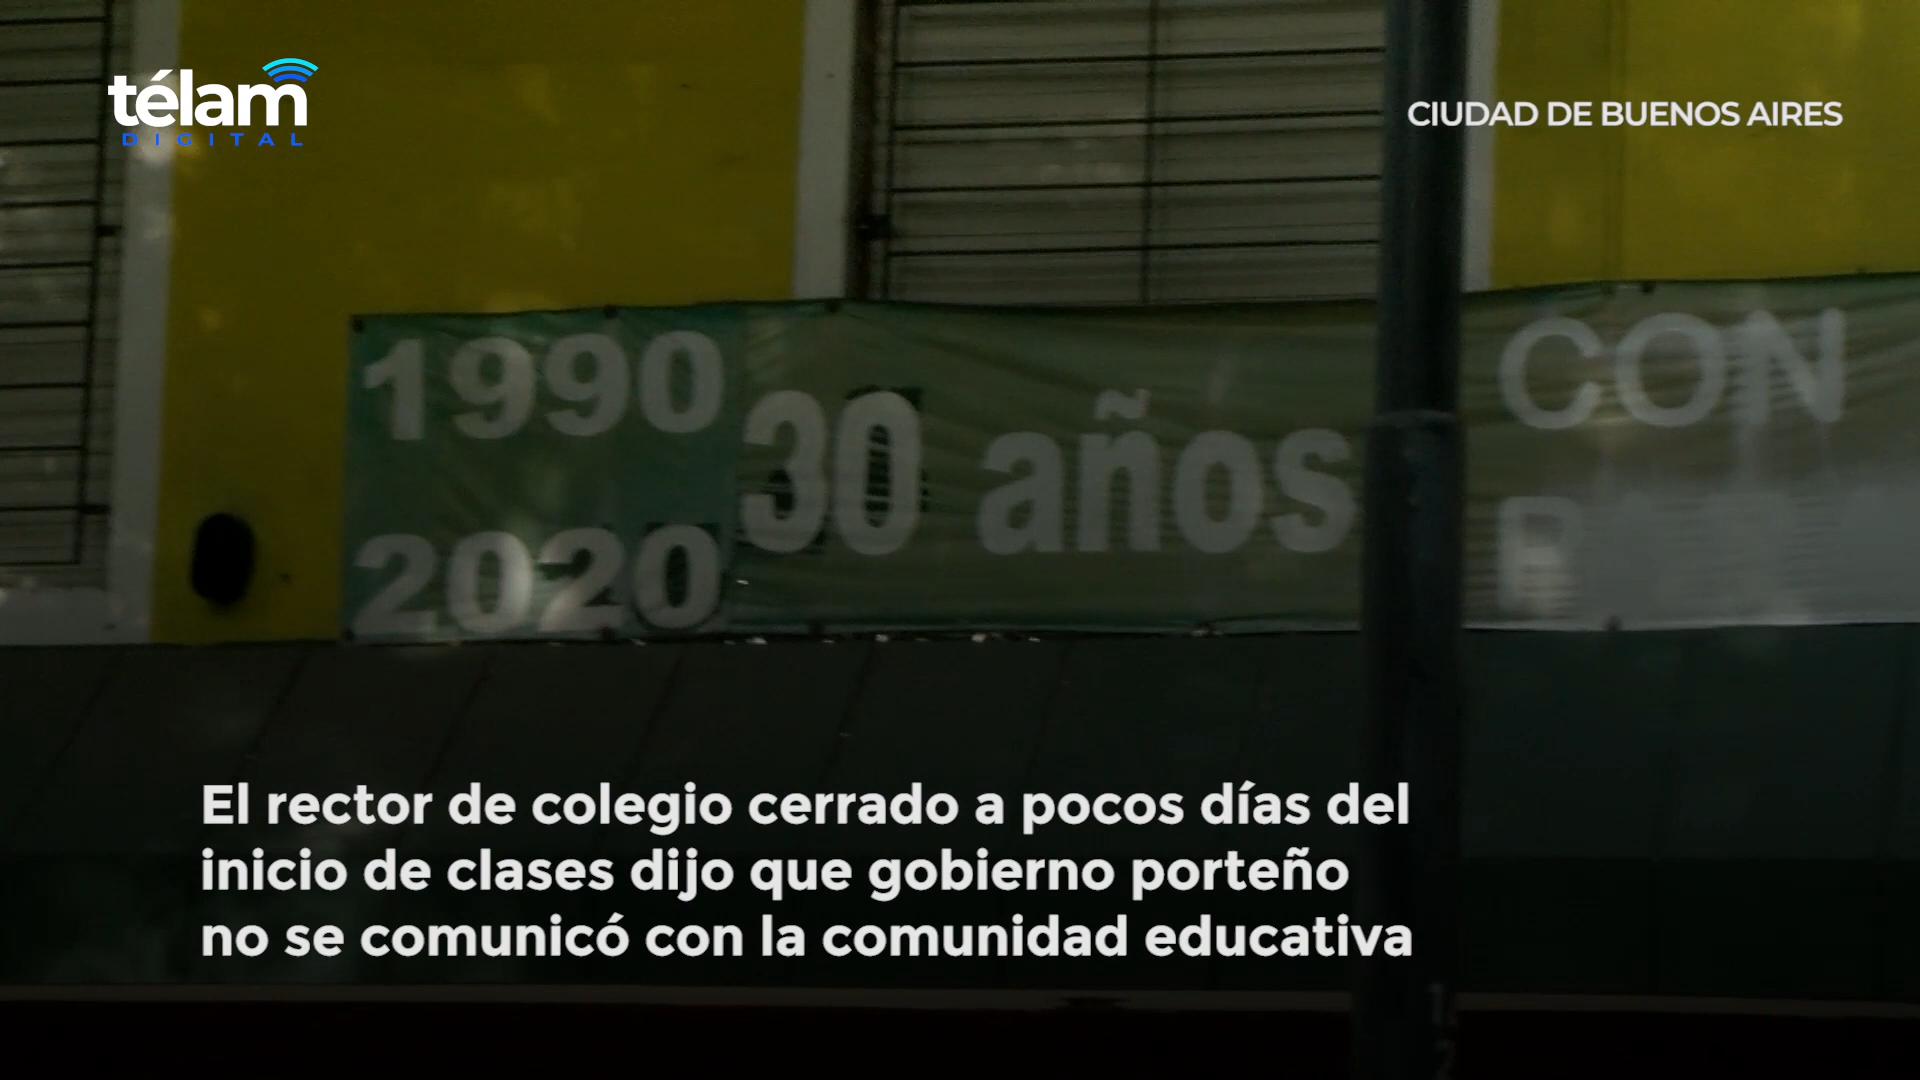 télam
DIGITAL
CIUDAD DE BUENOS AIRES
1990
2020
30 años
CON
El rector de colegio cerrado a pocos días del
inicio de clases dijo que gobierno porteño
no se comunicó con la comunidad educativa